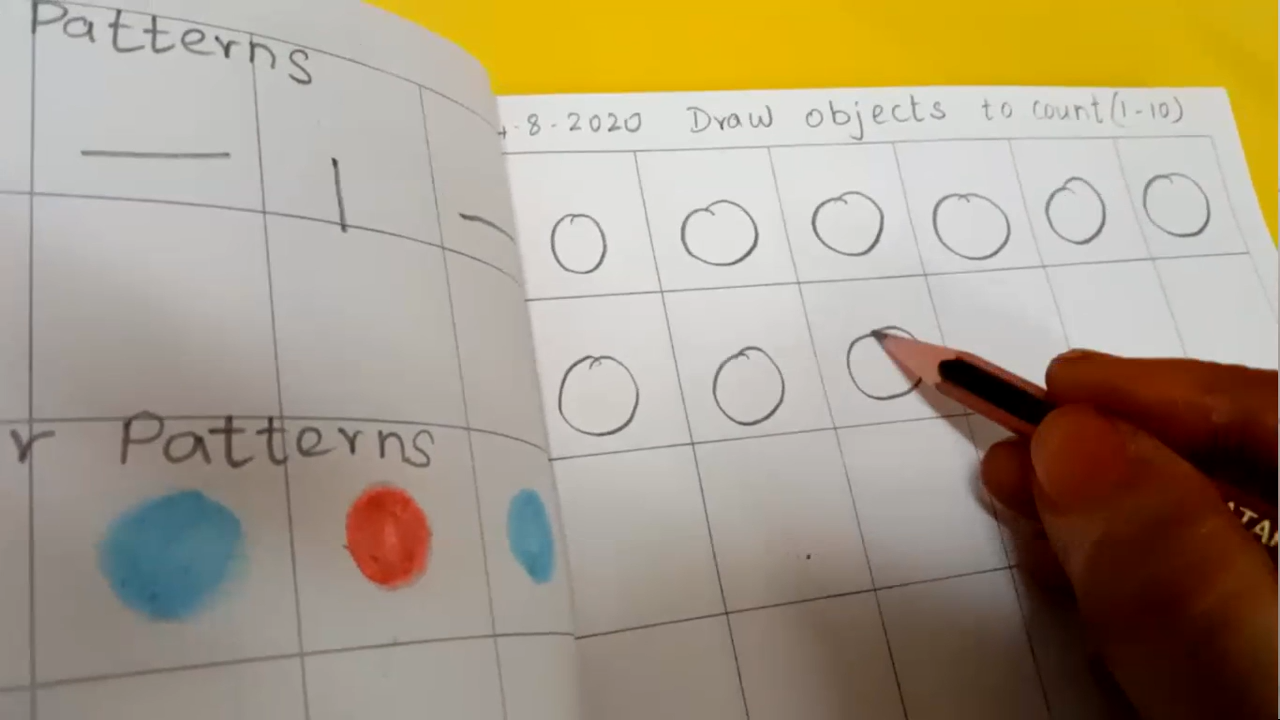 Patterns
8-2020 Draw objects to count (1-10)
r Patterns